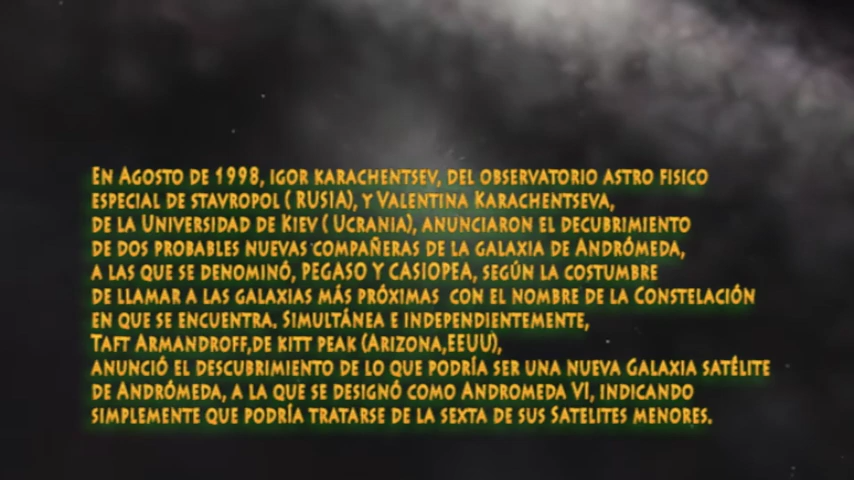 En Agosto de 1998, igor karachentsev, del observatorio astro fisico
especial de stavropol ( RUSIA), y Valentina Karachentseva,
de la Universidad de Kiev ( Ucrania), anunciaron el decubrimiento
de dos probables nuevas compañeras de la galaxia de Andrómeda,
a las que se denominó, PEGASO Y CASIOPEA, según la costumbre
de llamar a las galaxias más próximas con el nombre de la Constelación
en que se encuentra. Simultánea e independientemente,
Taft Armandroff,de kitt peak (Arizona,EEUU),
anunció el descubrimiento de lo que podría ser una nueva Galaxia satélite
de Andrómeda, a la que se designó como Andromeda VI, indicando
simplemente que podría tratarse de la sexta de sus Satelites menores.